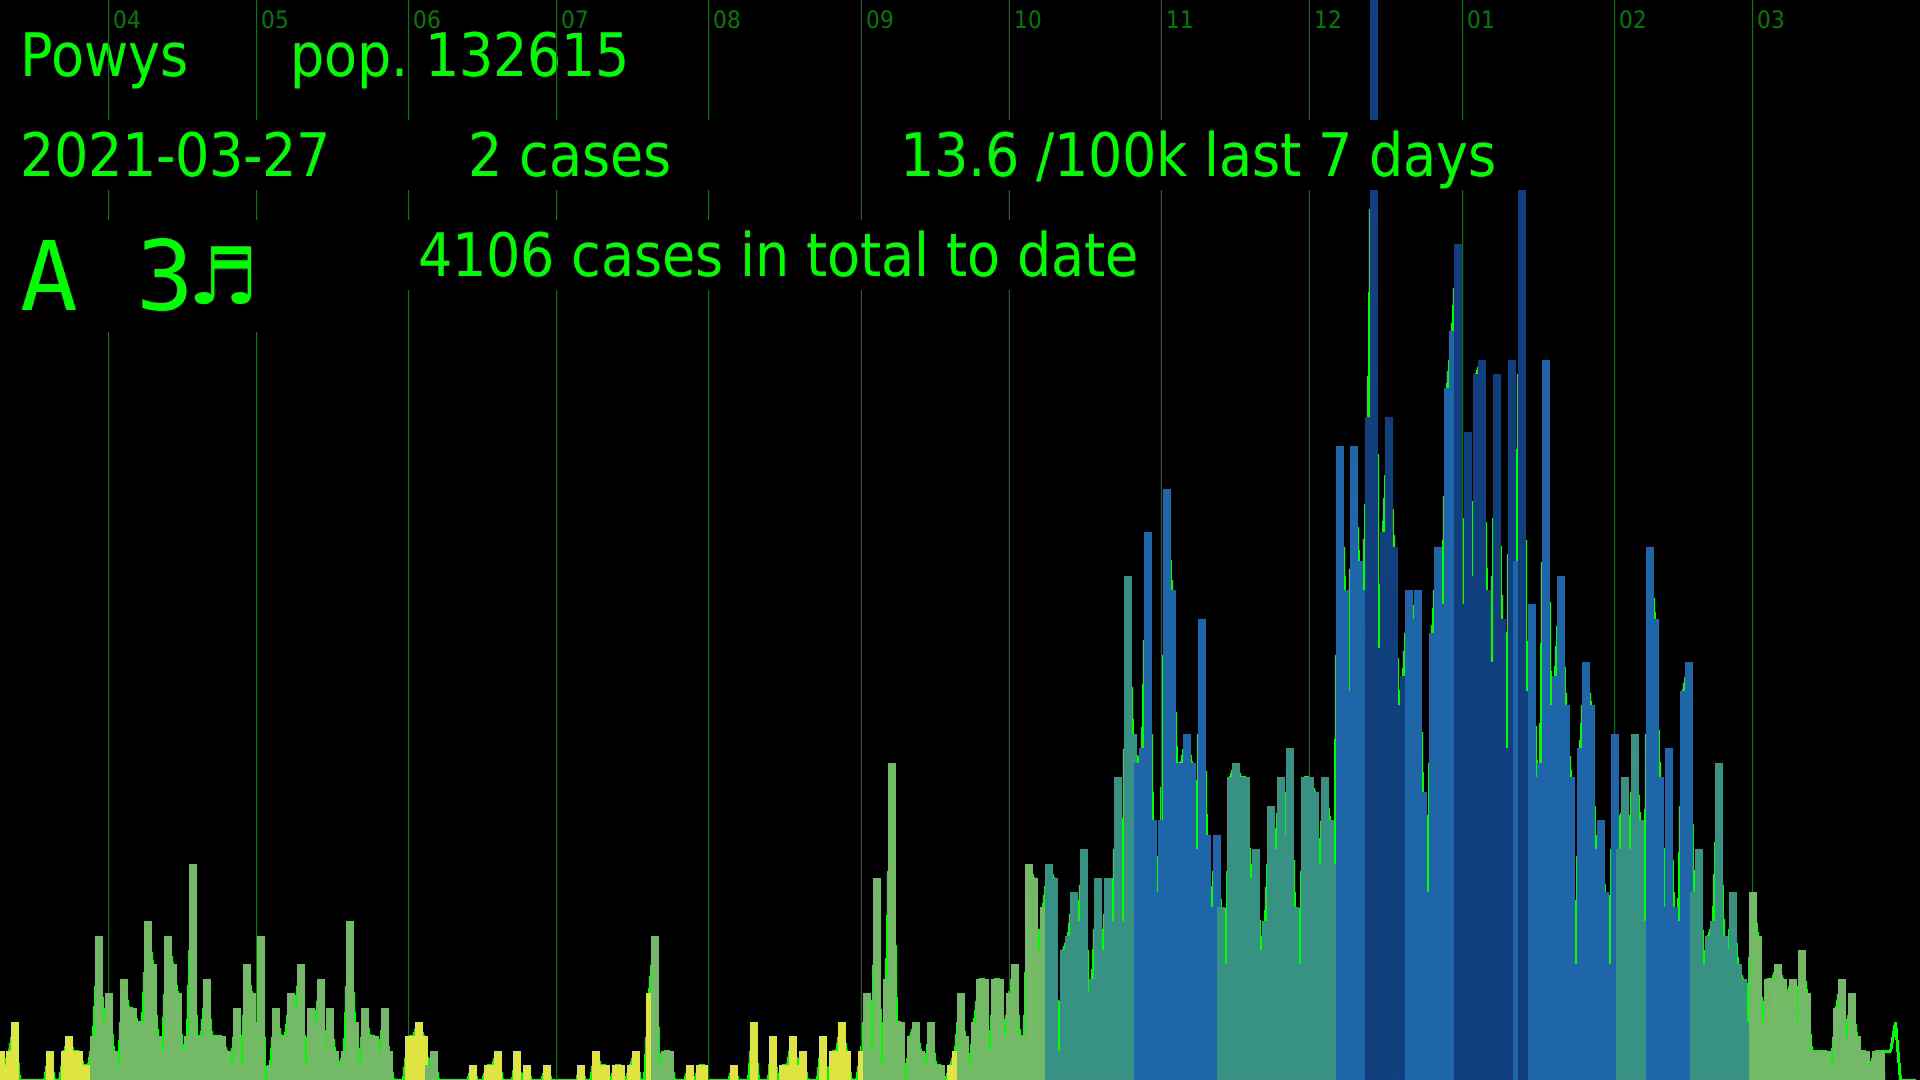 04 05 06 07 08 09 10 11 12 01 02 03
Powys pop. 132615
2021-03-27 2 cases 13.6 /100k last 7 days
A 3♬ 4106 cases in total to date